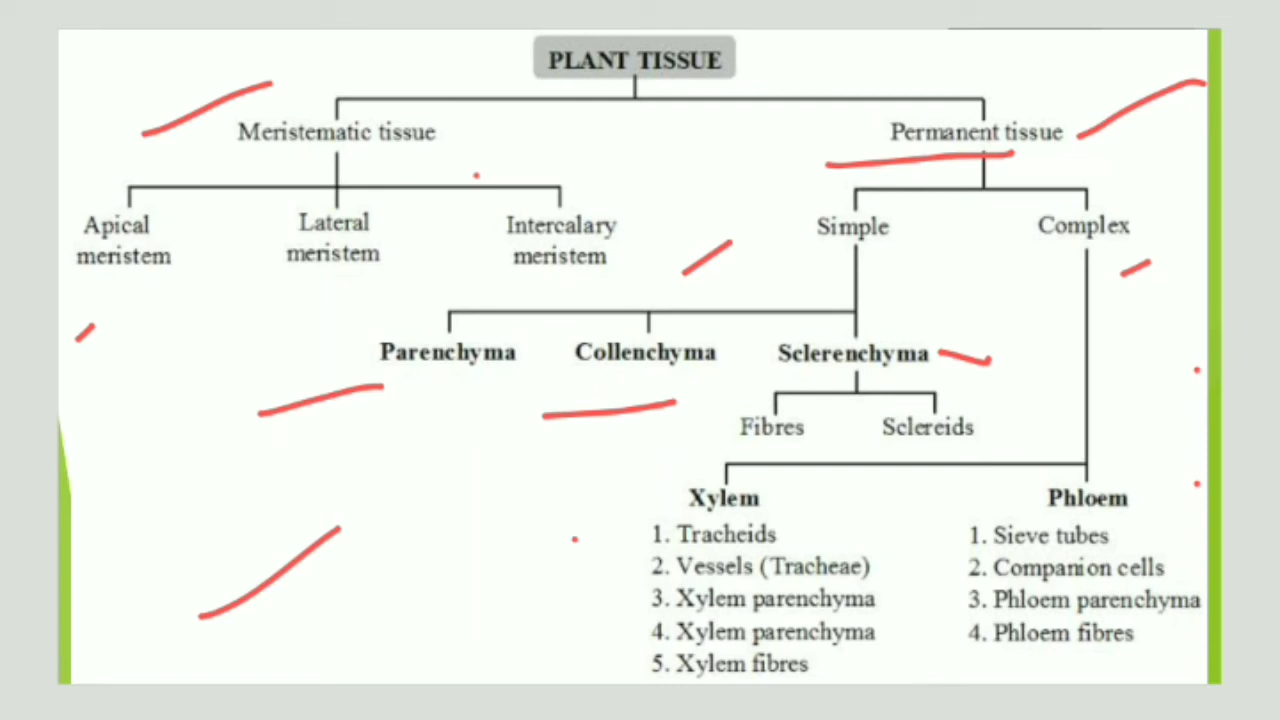 PLANT TISSUE
Meristematic tissue
Permanent tissue
Apical
meristem
Lateral
meristem
Intercalary
meristem
Simple
Complex
Parenchyma
Collenchyma
Sclerenchyma
Fibres
Sclereids
Xylem
1. Tracheids
2. Vessels (Tracheae)
3. Xylem parenchyma
4. Xylem parenchyma
5. Xylem fibres
Phloem
1. Sieve tubes
2. Companion cells
3. Phloem parenchyma
4. Phloem fibres